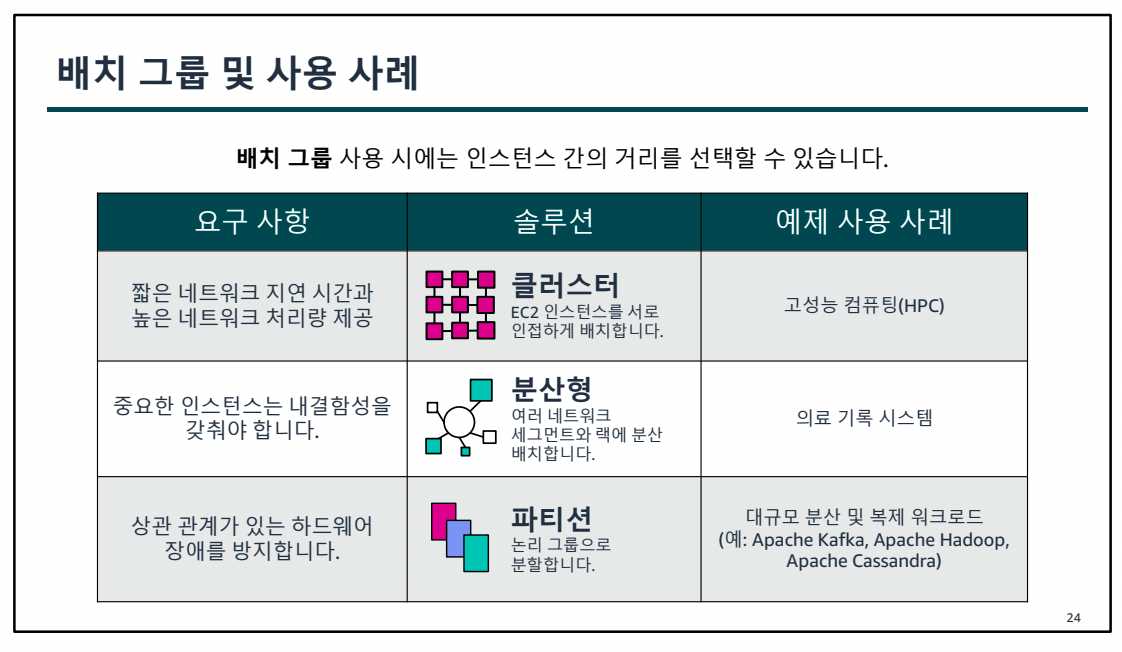 배치 그룹 및 사용 사례
배치 그룹 사용 시에는 인스턴스 간의 거리를 선택할 수 있습니다.
요구 사항
솔루션
예제 사용 사례
짧은 네트워크 지연 시간과
높은 네트워크 처리량 제공
클러스터
EC2 인스턴스를 서로
인접하게 배치합니다.
고성능 컴퓨팅(HPC)
중요한 인스턴스는 내결함성을
갖춰야 합니다.
분산형
여러 네트워크
세그먼트와 랙에 분산
배치합니다.
의료 기록 시스템
상관 관계가 있는 하드웨어
장애를 방지합니다.
파티션
논리 그룹으로
분할합니다.
대규모 분산 및 복제 워크로드
(예: Apache Kafka, Apache Hadoop,
Apache Cassandra)
24